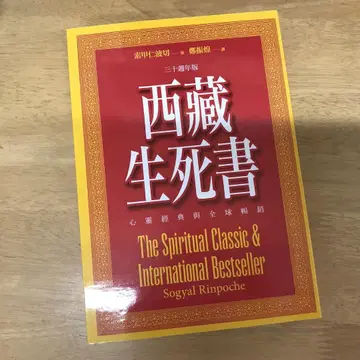 索甲仁波切——著 鄭振煌——譯
三十週年版
西藏
生死書
心靈經典與全球暢銷
The Spiritual Classic &
International Bestseller
Sogyal Rinpoche